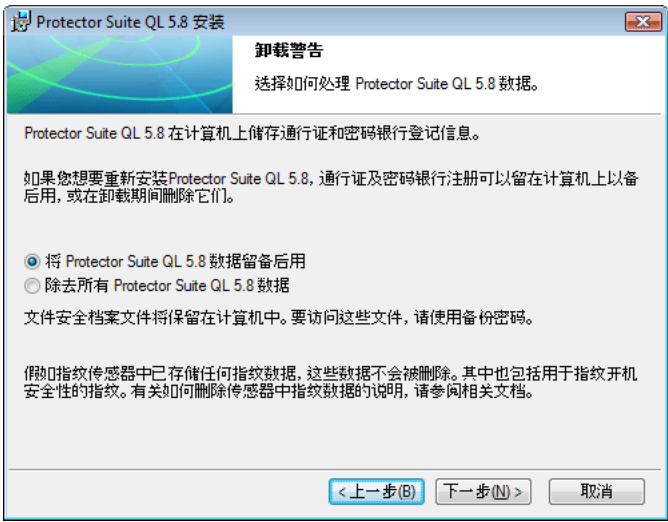 Protector Suite QL 5.8 安装
卸载警告
选择如何处理 Protector Suite QL 5.8 数据。
Protector Suite QL 5.8 在计算机上储存通行证和密码银行登记信息。
如果您想要重新安装Protector Suite QL 5.8, 通行证及密码银行注册可以留在计算机上以备
后用, 或在卸载期间删除它们。
将 Protector Suite QL 5.8 数据留备后用
除去所有 Protector Suite QL 5.8 数据
文件安全档案文件将保留在计算机中。要访问这些文件, 请使用备份密码。
假如指纹传感器中已存储任何指纹数据, 这些数据不会被删除。其中也包括用于指纹开机
安全性的指纹。有关如何删除传感器中指纹数据的说明, 请参阅相关文档。
< 上一步(B) 下一步(N) > 取消